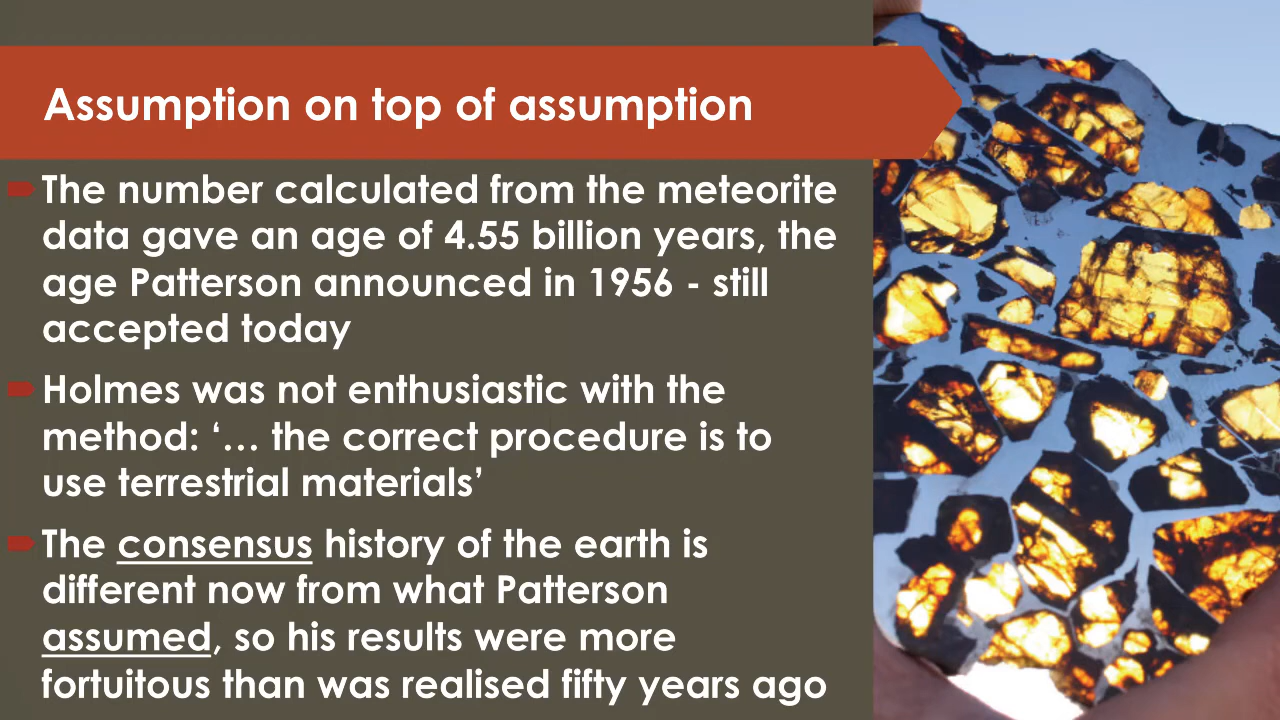 Assumption on top of assumption
The number calculated from the meteorite
data gave an age of 4.55 billion years, the
age Patterson announced in 1956 - still
accepted today
Holmes was not enthusiastic with the
method: ‘… the correct procedure is to
use terrestrial materials’
The consensus history of the earth is
different now from what Patterson
assumed, so his results were more
fortuitous than was realised fifty years ago